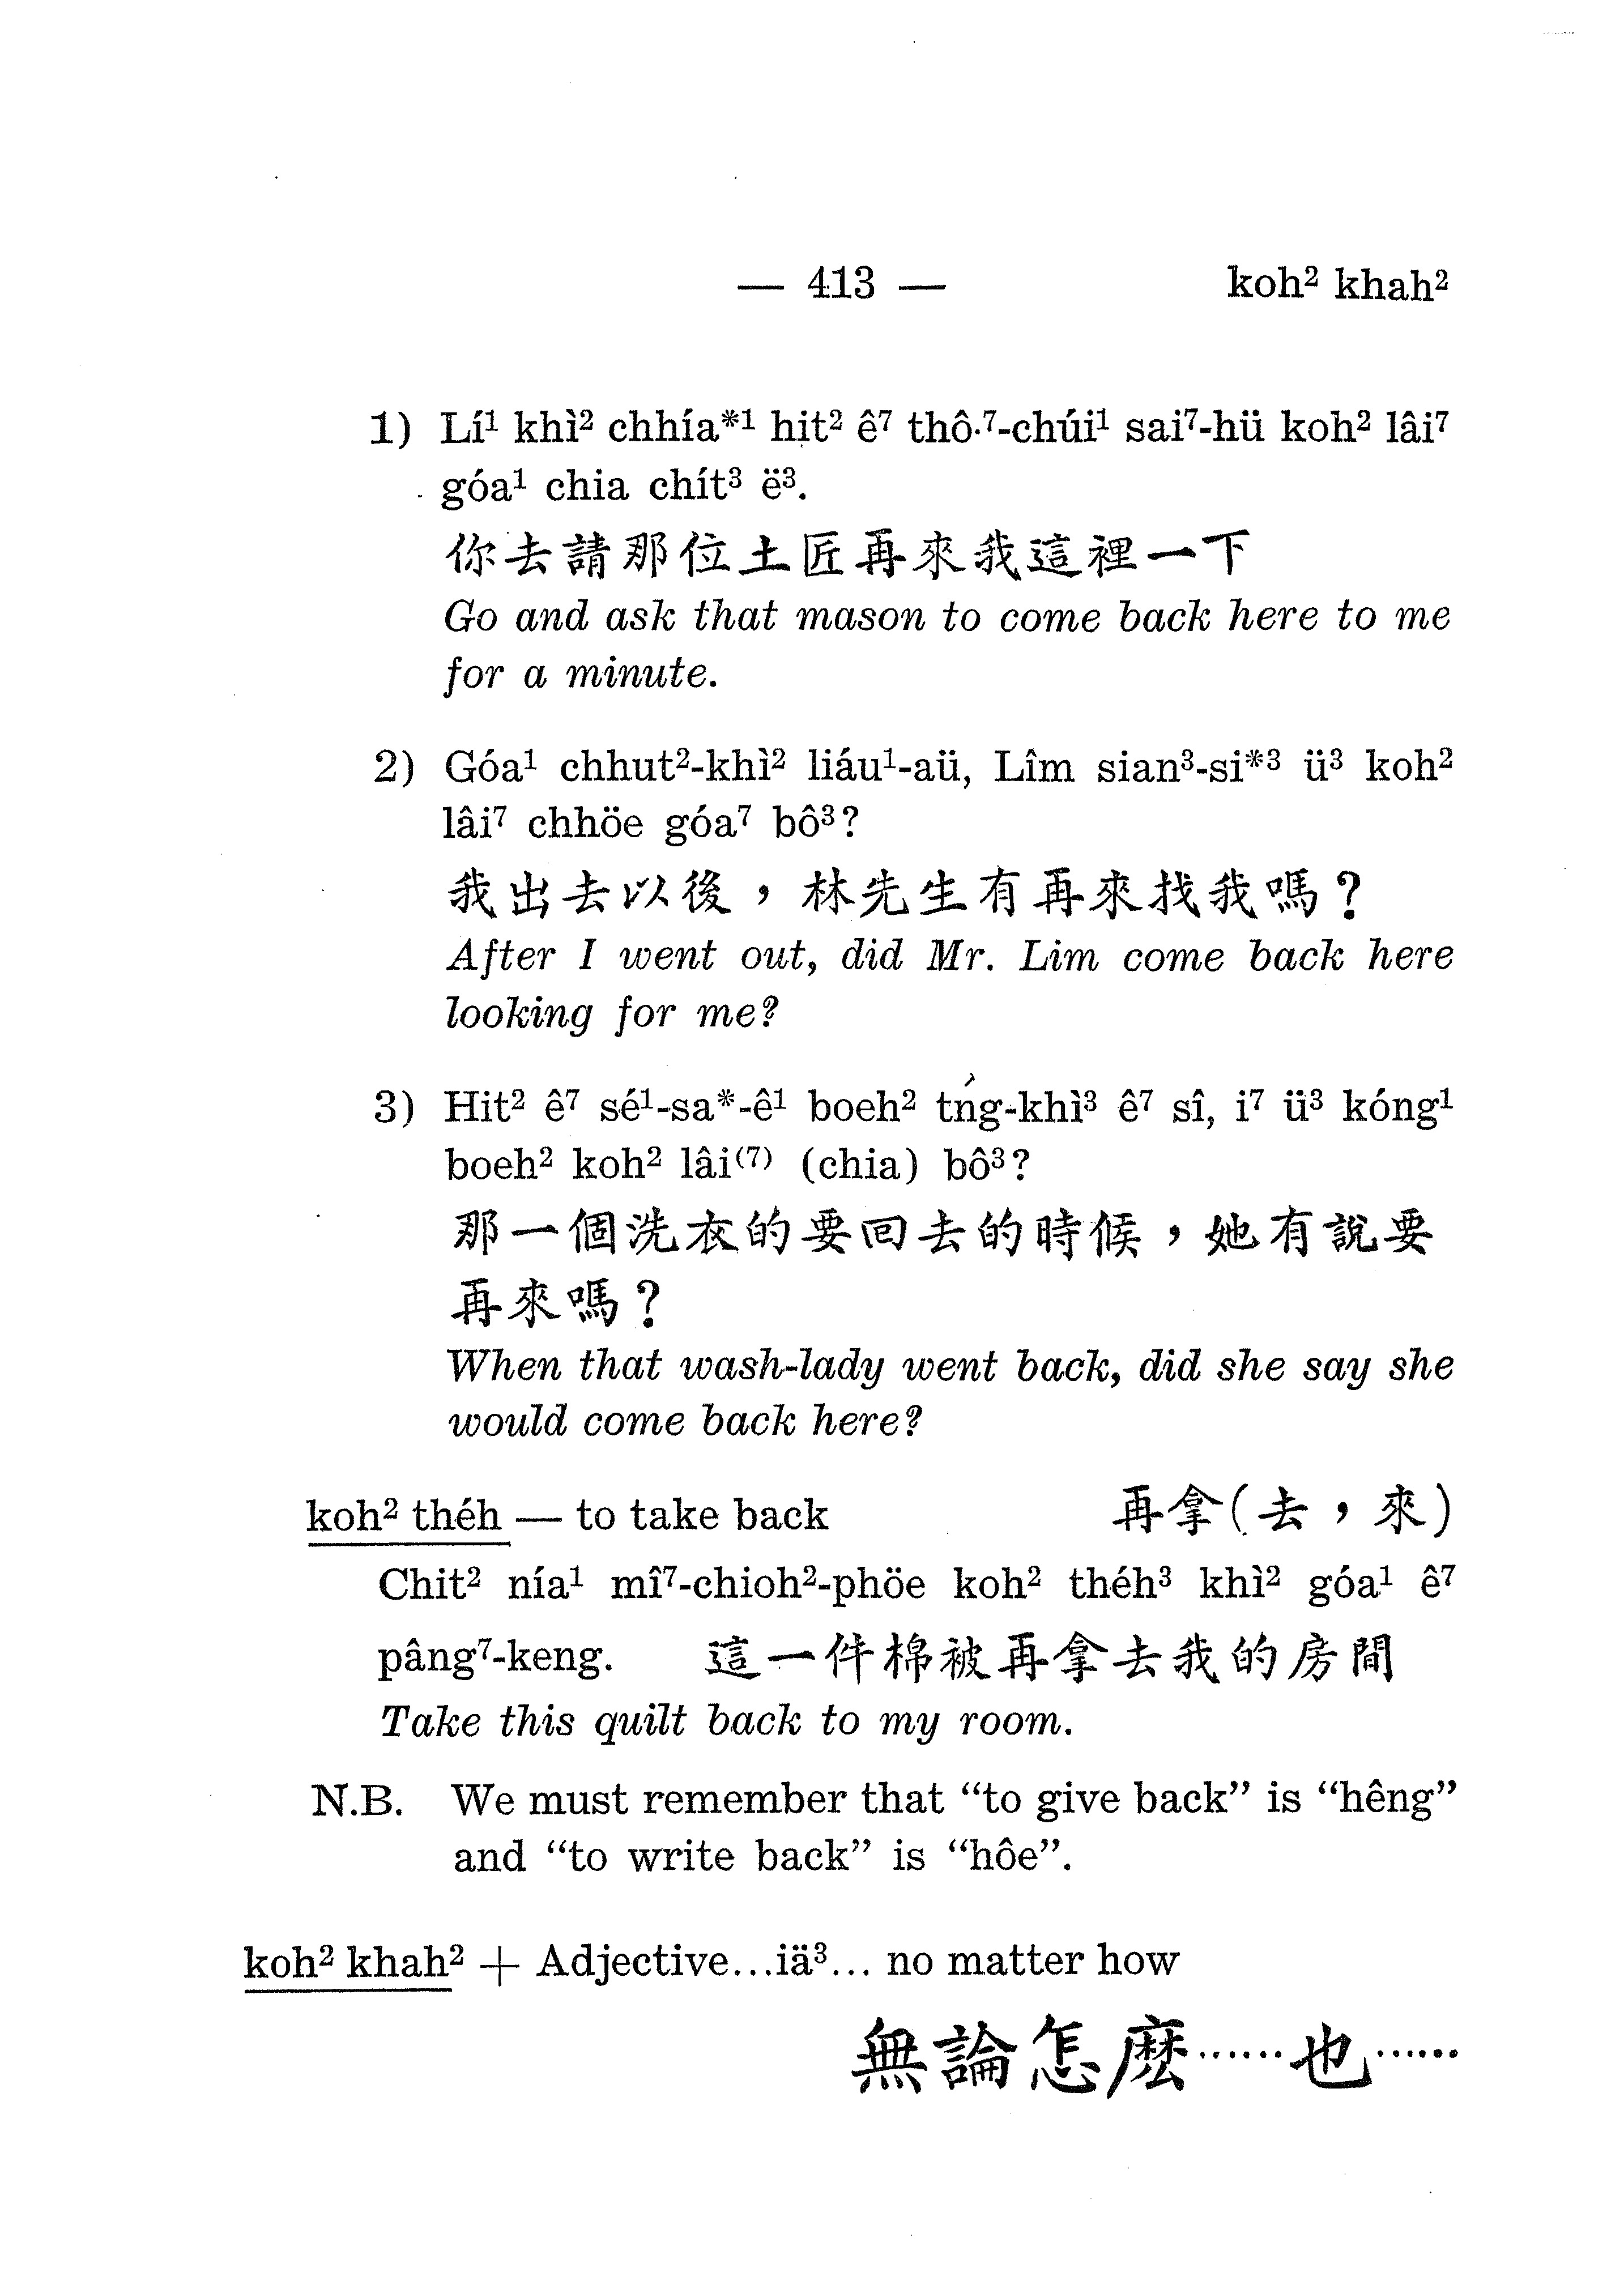 — 413 — koh² khah²
1) Lí¹ khì² chhía*¹ hit² ê⁷ thô·⁷-chúi¹ sai⁷-hü koh² lâi⁷
góa¹ chia chít³ ë³.
你去請那位土匠再來我這裡一下
Go and ask that mason to come back here to me
for a minute.
2) Góa¹ chhut²-khì² liáu¹-aü, Lîm sian³-si*³ ü³ koh²
lâi⁷ chhöe góa⁷ bô³?
我出去以後，林先生有再來找我嗎？
After I went out, did Mr. Lim come back here
looking for me?
3) Hit² ê⁷ sé¹-sa*-ê¹ boeh² tńg-khì³ ê⁷ sî, i⁷ ü³ kóng¹
boeh² koh² lâi⁽⁷⁾ (chia) bô³?
那一個洗衣的要回去的時候，她有說要
再來嗎？
When that wash-lady went back, did she say she
would come back here?
koh² théh — to take back 再拿(去，來)
Chit² nía¹ mî⁷-chioh²-phöe koh² théh³ khì² góa¹ ê⁷
pâng⁷-keng. 這一件棉被再拿去我的房間
Take this quilt back to my room.
N.B. We must remember that “to give back” is “hêng”
and “to write back” is “hôe”.
koh² khah² + Adjective...iä³... no matter how
無論怎麼……也……